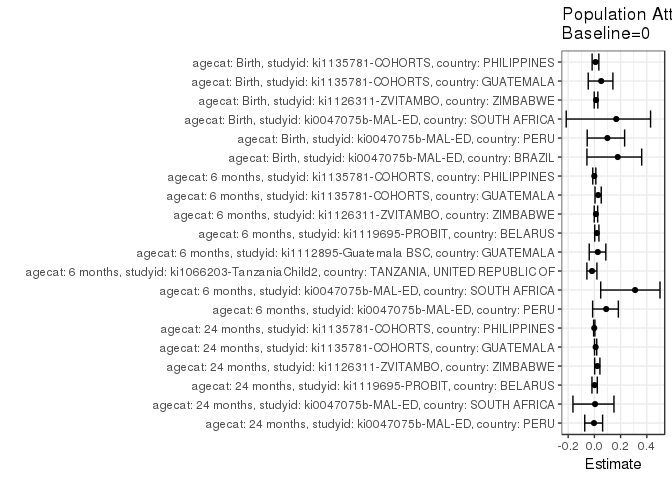 Population Att
Baseline=0
agecat: Birth, studyid: ki1135781-COHORTS, country: PHILIPPINES
agecat: Birth, studyid: ki1135781-COHORTS, country: GUATEMALA
agecat: Birth, studyid: ki1126311-ZVITAMBO, country: ZIMBABWE
agecat: Birth, studyid: ki0047075b-MAL-ED, country: SOUTH AFRICA
agecat: Birth, studyid: ki0047075b-MAL-ED, country: PERU
agecat: Birth, studyid: ki0047075b-MAL-ED, country: BRAZIL
agecat: 6 months, studyid: ki1135781-COHORTS, country: PHILIPPINES
agecat: 6 months, studyid: ki1135781-COHORTS, country: GUATEMALA
agecat: 6 months, studyid: ki1126311-ZVITAMBO, country: ZIMBABWE
agecat: 6 months, studyid: ki1119695-PROBIT, country: BELARUS
agecat: 6 months, studyid: ki1112895-Guatemala BSC, country: GUATEMALA
agecat: 6 months, studyid: ki1066203-TanzaniaChild2, country: TANZANIA, UNITED REPUBLIC OF
agecat: 6 months, studyid: ki0047075b-MAL-ED, country: SOUTH AFRICA
agecat: 6 months, studyid: ki0047075b-MAL-ED, country: PERU
agecat: 24 months, studyid: ki1135781-COHORTS, country: PHILIPPINES
agecat: 24 months, studyid: ki1135781-COHORTS, country: GUATEMALA
agecat: 24 months, studyid: ki1126311-ZVITAMBO, country: ZIMBABWE
agecat: 24 months, studyid: ki1119695-PROBIT, country: BELARUS
agecat: 24 months, studyid: ki0047075b-MAL-ED, country: SOUTH AFRICA
agecat: 24 months, studyid: ki0047075b-MAL-ED, country: PERU
-0.2 0.0 0.2 0.4
Estimate